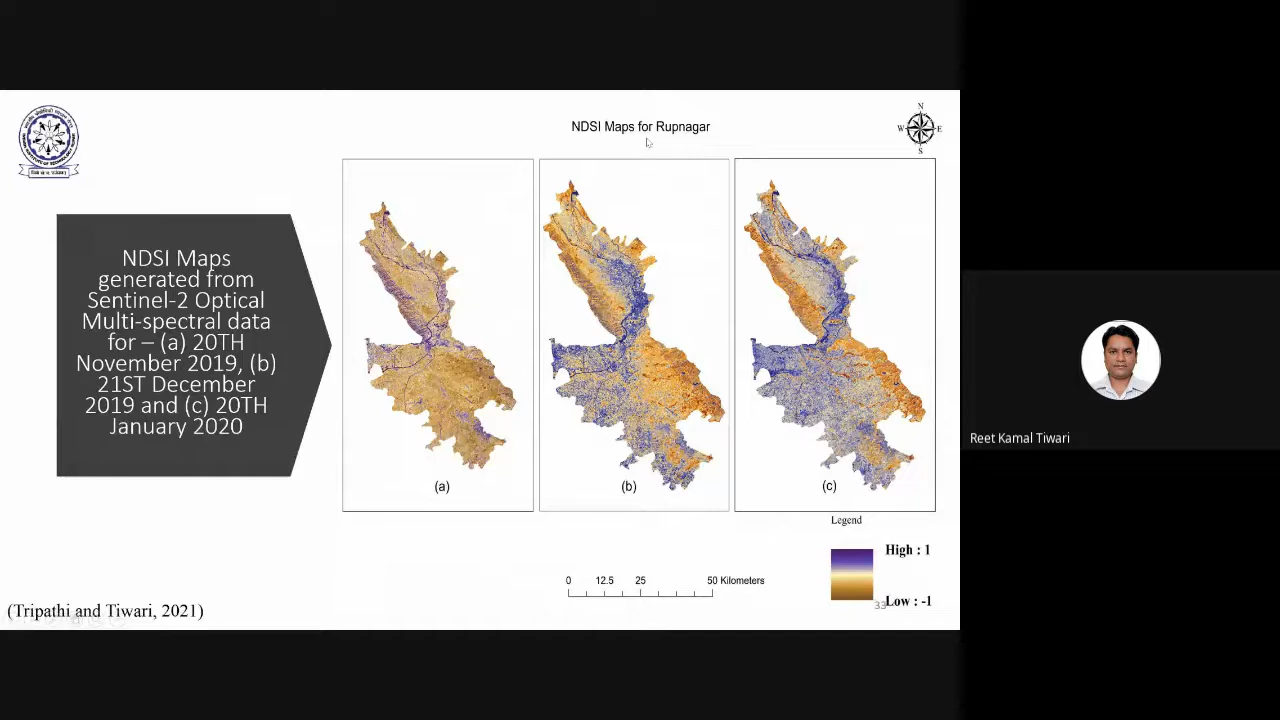 NDSI Maps for Rupnagar
N
W
E
S
NDSI Maps
generated from
Sentinel-2 Optical
Multi-spectral data
for – (a) 20TH
November 2019, (b)
21ST December
2019 and (c) 20TH
January 2020
(a)
(b)
(c)
Legend
High : 1
Low : -1
0 12.5 25 50 Kilometers
33
(Tripathi and Tiwari, 2021)
Reet Kamal Tiwari